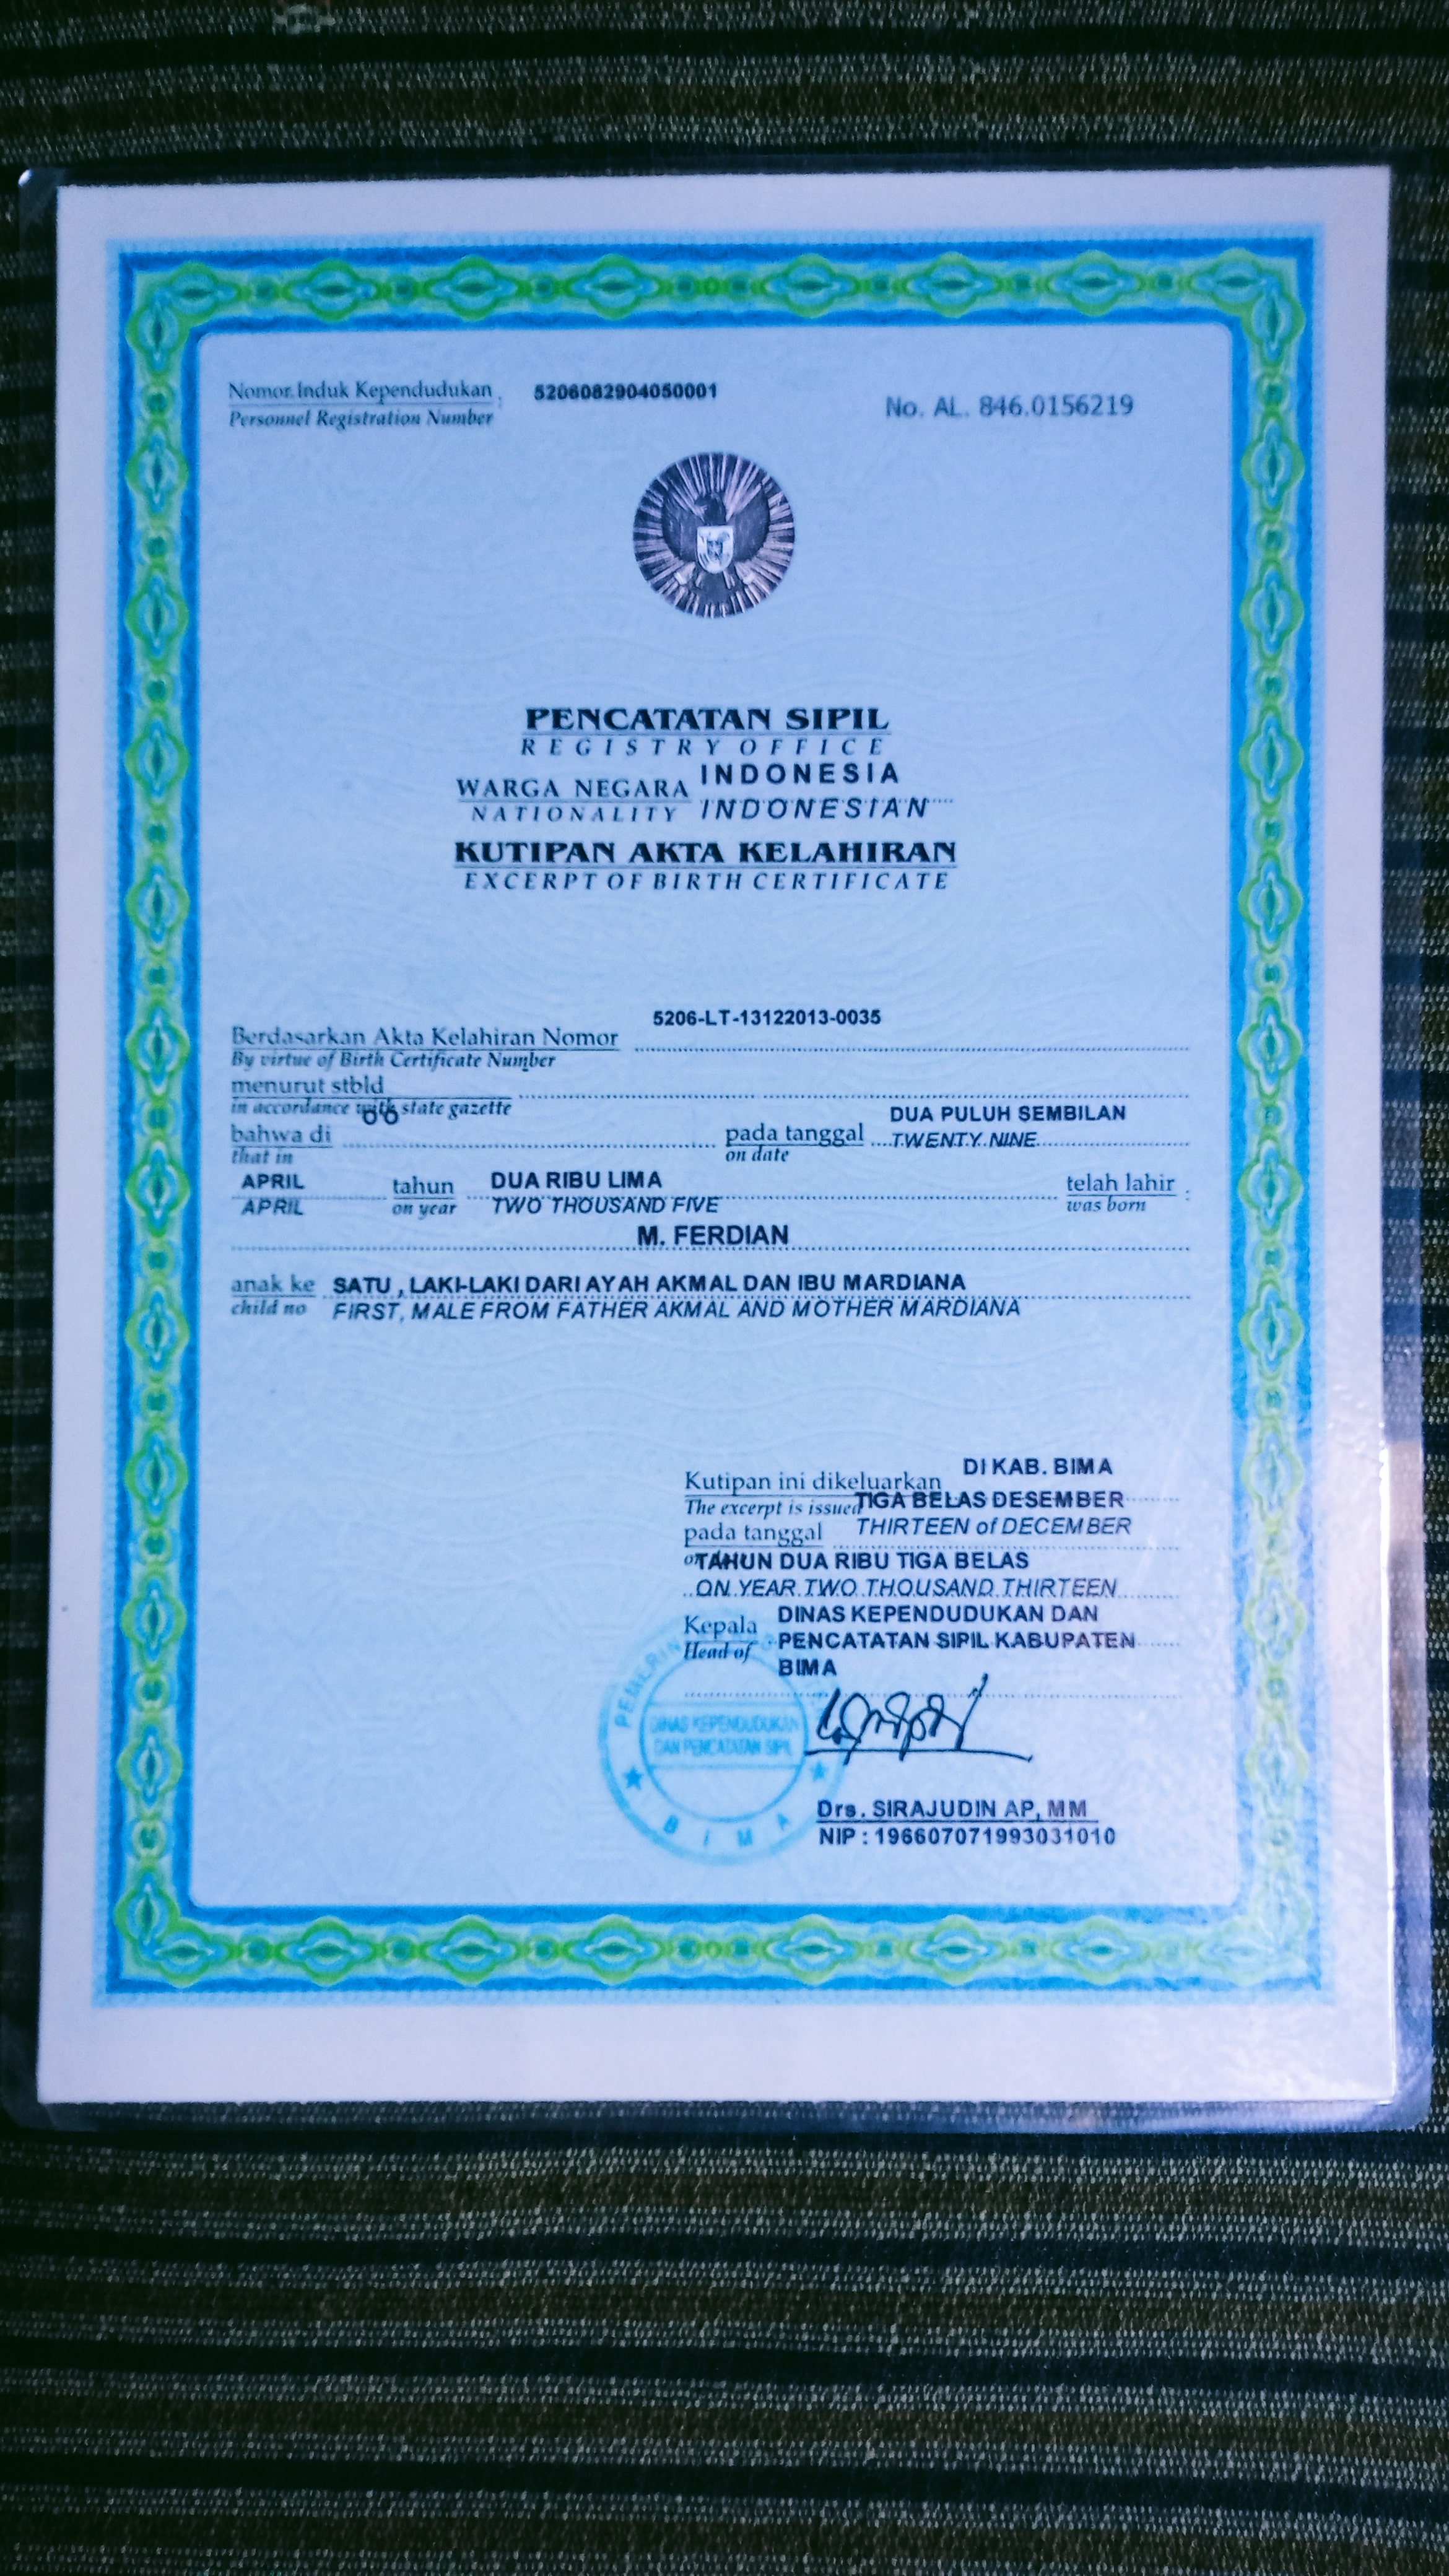 Nomor Induk Kependudukan : 5206082904050001
Personnel Registration Number
No. AL. 846.0156219
PENCATATAN SIPIL
REGISTRY OFFICE
WARGA NEGARA INDONESIA
NATIONALITY INDONESIAN
KUTIPAN AKTA KELAHIRAN
EXCERPT OF BIRTH CERTIFICATE
Berdasarkan Akta Kelahiran Nomor 5206-LT-13122013-0035
By virtue of Birth Certificate Number
menurut stbld
in accordance with state gazette
bahwa di pada tanggal DUA PULUH SEMBILAN
that in on date TWENTY NINE
APRIL tahun DUA RIBU LIMA telah lahir :
APRIL on year TWO THOUSAND FIVE was born
M. FERDIAN
anak ke SATU , LAKI-LAKI DARI AYAH AKMAL DAN IBU MARDIANA
child no FIRST, MALE FROM FATHER AKMAL AND MOTHER MARDIANA
Kutipan ini dikeluarkan DI KAB. BIMA
The excerpt is issued TIGA BELAS DESEMBER
pada tanggal THIRTEEN of DECEMBER
TAHUN DUA RIBU TIGA BELAS
ON YEAR TWO THOUSAND THIRTEEN
Kepala DINAS KEPENDUDUKAN DAN
Head of PENCATATAN SIPIL KABUPATEN
BIMA
DINAS KEPENDUDUKAN
DAN PENCATATAN SIPIL
BIMA
Drs. SIRAJUDIN AP, MM
NIP : 196607071993031010